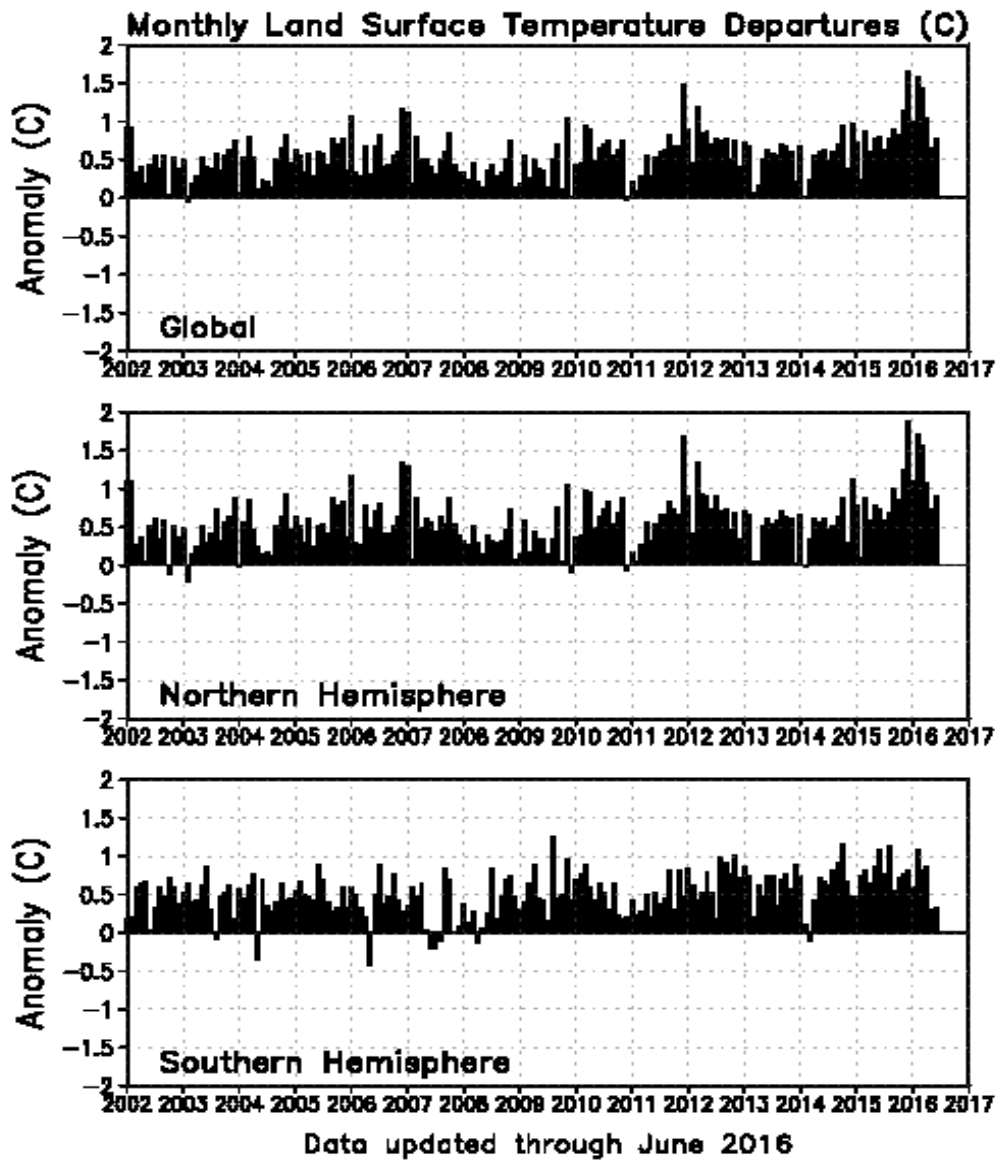 Monthly Land Surface Temperature Departures (C)
2
1.5
1
0.5
0
−0.5
−1
−1.5
−2
Anomaly (C)
Global
2002 2003 2004 2005 2006 2007 2008 2009 2010 2011 2012 2013 2014 2015 2016 2017
2
1.5
1
0.5
0
−0.5
−1
−1.5
−2
Anomaly (C)
Northern Hemisphere
2002 2003 2004 2005 2006 2007 2008 2009 2010 2011 2012 2013 2014 2015 2016 2017
2
1.5
1
0.5
0
−0.5
−1
−1.5
−2
Anomaly (C)
Southern Hemisphere
2002 2003 2004 2005 2006 2007 2008 2009 2010 2011 2012 2013 2014 2015 2016 2017
Data updated through June 2016